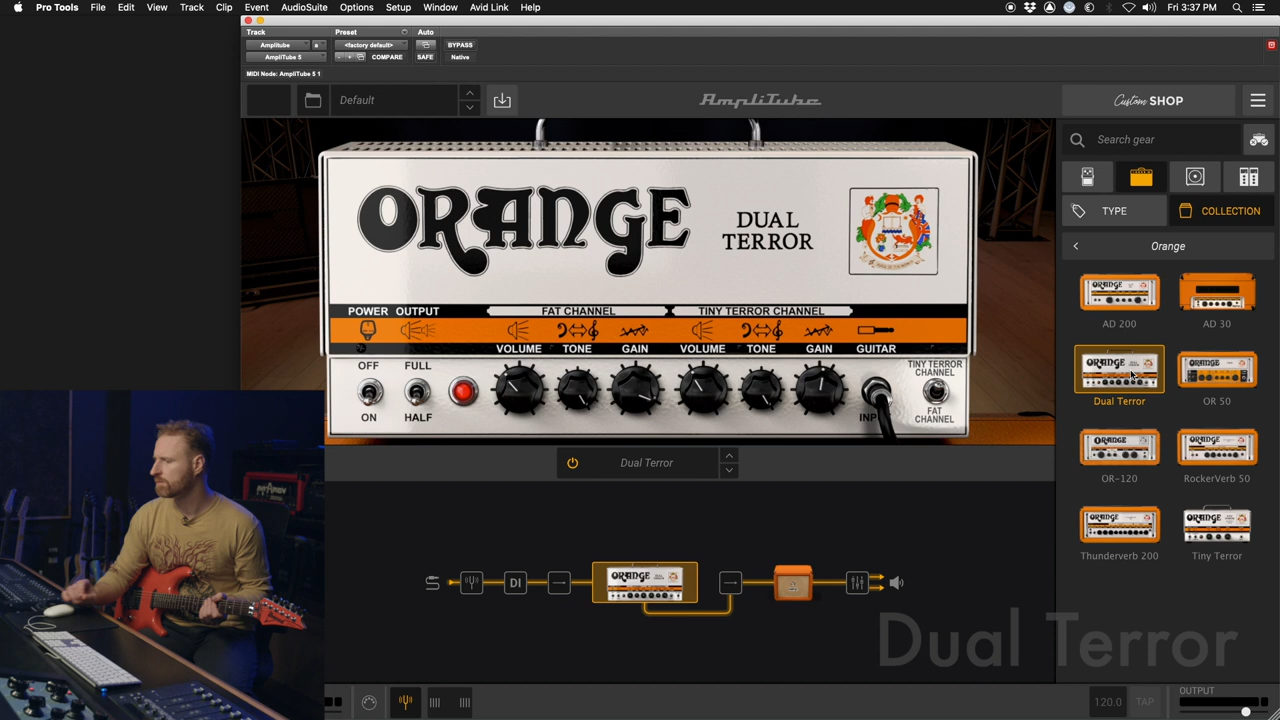 Pro Tools File Edit View Track Clip Event AudioSuite Options Setup Window Avid Link Help Fri 3:37 PM
Track Preset Auto
Amplitube a <factory default> BYPASS
AmpliTube 5 - + COMPARE SAFE Native
MIDI Node: AmpliTube 5 1
Default AmpliTube Custom SHOP
Search gear
TYPE COLLECTION
Orange
AD 200 AD 30
Dual Terror OR 50
OR-120 RockerVerb 50
Thunderverb 200 Tiny Terror
ORANGE
DUAL
TERROR
POWER OUTPUT FAT CHANNEL TINY TERROR CHANNEL
VOLUME TONE GAIN VOLUME TONE GAIN GUITAR
OFF FULL TINY TERROR
CHANNEL
ON HALF INP FAT
CHANNEL
Dual Terror
DI
ORANGE
Dual Terror
120.0 TAP OUTPUT